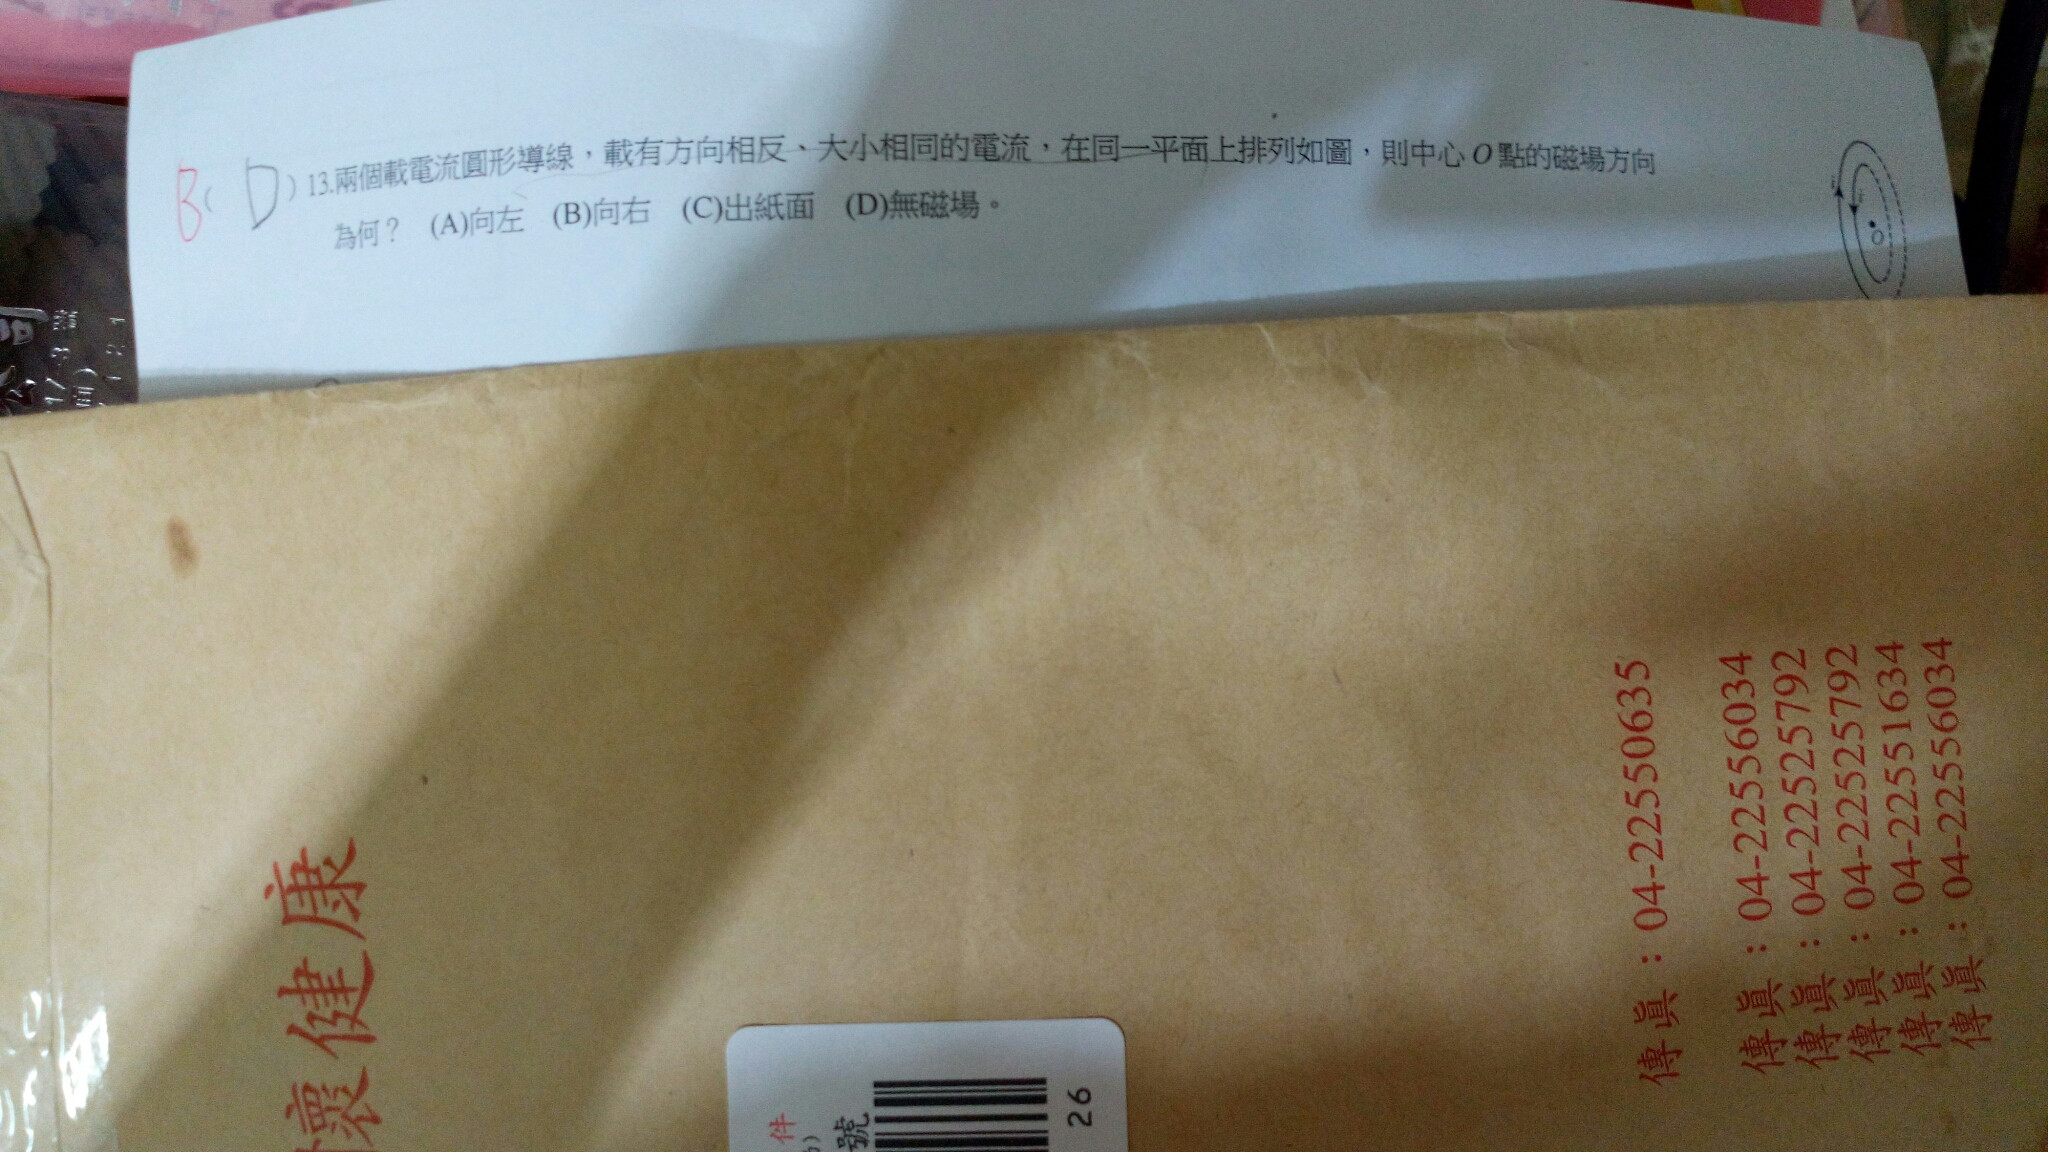 B( D )13.兩個載電流圓形導線，載有方向相反、大小相同的電流，在同一平面上排列如圖，則中心O點的磁場方向
為何？ (A)向左 (B)向右 (C)出紙面 (D)無磁場。
O
懷健康
傳真：04-22550635
傳真：04-22556034
傳真：04-22525792
傳真：04-22525792
傳真：04-22551634
傳真：04-22556034
件
號
26